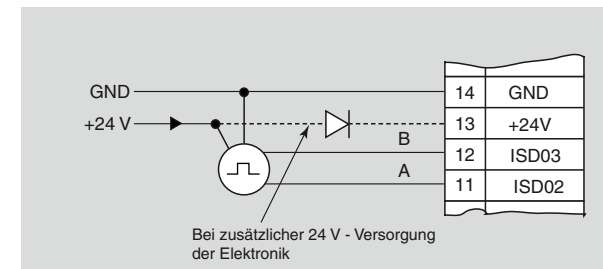 GND
14 GND
+24 V
13 +24V
B
12 ISD03
A
11 ISD02
Bei zusätzlicher 24 V - Versorgung
der Elektronik